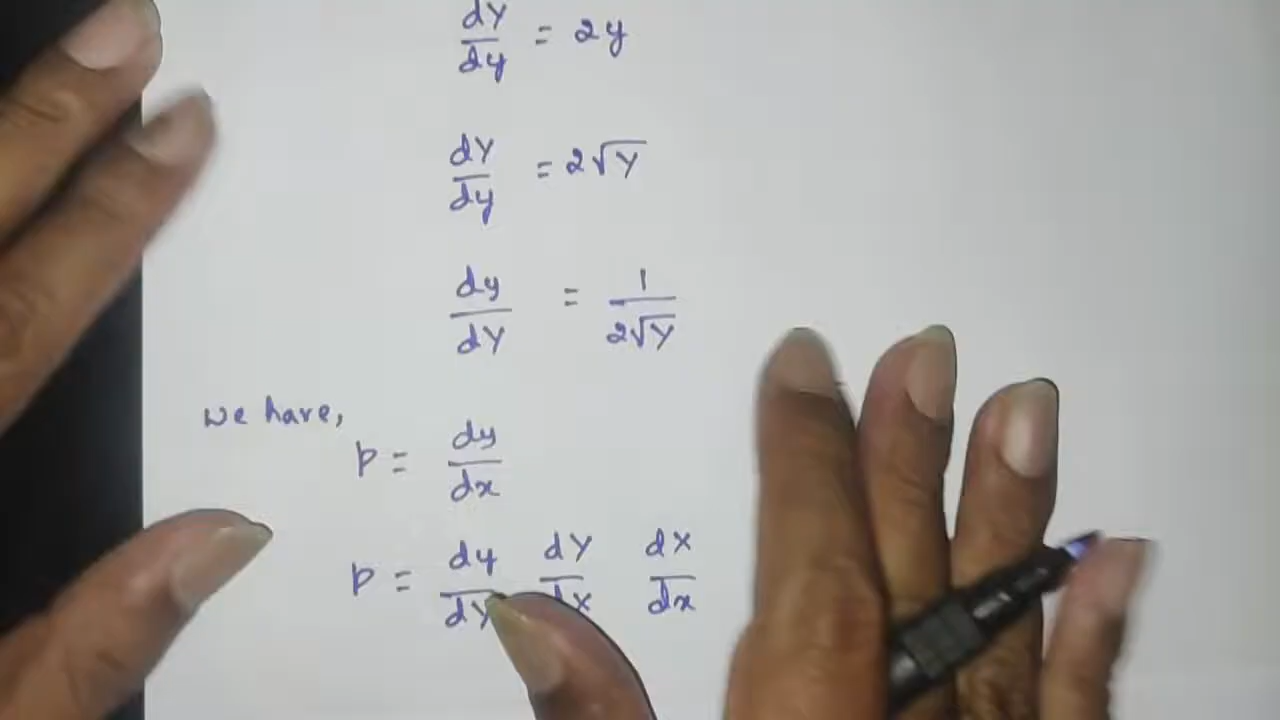 dY/dy = 2y
dY/dy = 2√Y
dy/dY = 1/2√Y
We have,
p = dy/dx
p = dy/dY dY/dX dX/dx